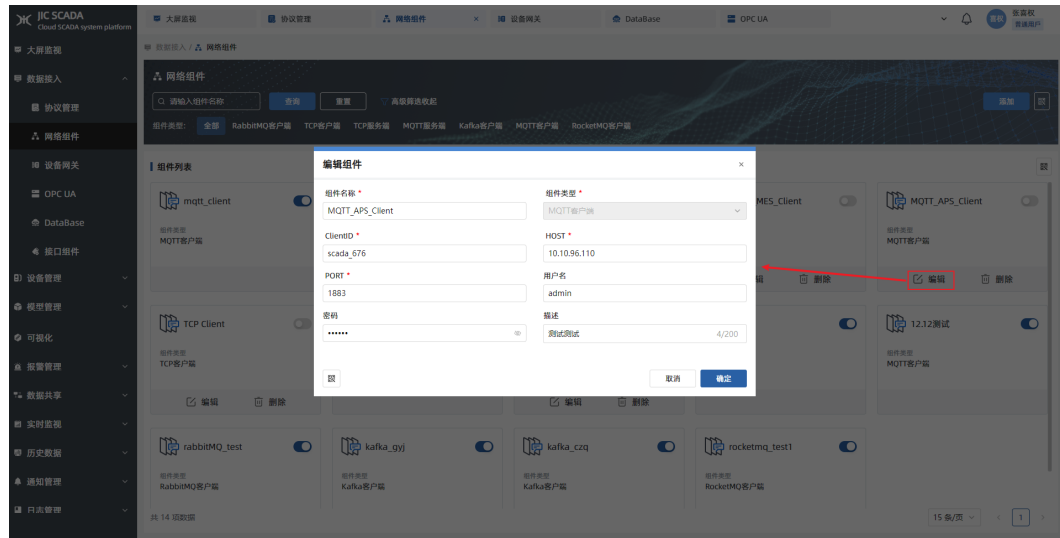 JIC SCADA
Cloud SCADA system platform
大屏监视
协议管理
网络组件 ×
设备网关
DataBase
OPC UA
喜权
张喜权
普通用户
大屏监视
数据接入
协议管理
网络组件
设备网关
OPC UA
DataBase
接口组件
设备管理
模型管理
可视化
报警管理
数据共享
实时监视
历史数据
通知管理
日志管理
数据接入 / 网络组件
网络组件
请输入组件名称 查询 重置 高级筛选收起 添加
组件类型: 全部 RabbitMQ客户端 TCP客户端 TCP服务端 MQTT服务端 Kafka客户端 MQTT客户端 RocketMQ客户端
组件列表
mqtt_client
组件类型
MQTT客户端
MES_Client
编辑 删除
MQTT_APS_Client
组件类型
MQTT客户端
编辑 删除
编辑组件 ×
组件名称 * 组件类型 *
MQTT_APS_Client MQTT客户端
ClientID * HOST *
scada_676 10.10.96.110
PORT * 用户名
1883 admin
密码 描述
•••••• 测试测试 4/200
取消 确定
TCP Client
组件类型
TCP客户端
编辑 删除
编辑 删除
12.12测试
组件类型
MQTT客户端
rabbitMQ_test
组件类型
RabbitMQ客户端
kafka_gyj
组件类型
Kafka客户端
kafka_czq
组件类型
Kafka客户端
rocketmq_test1
组件类型
RocketMQ客户端
共 14 项数据
15 条/页 1